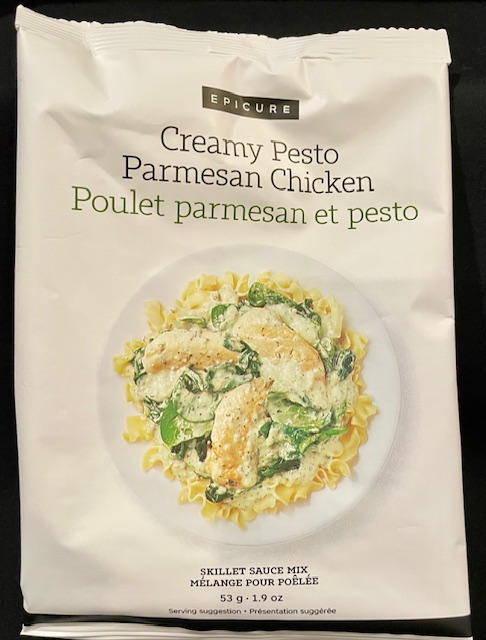 EPICURE
Creamy Pesto
Parmesan Chicken
Poulet parmesan et pesto
SKILLET SAUCE MIX
MÉLANGE POUR POÊLÉE
53 g · 1.9 oz
Serving suggestion • Présentation suggérée